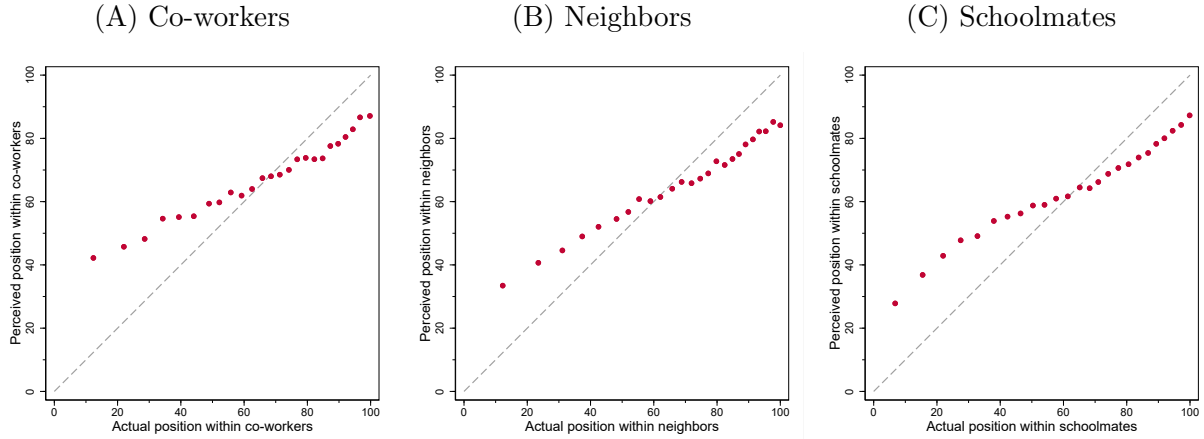 (A) Co-workers
(B) Neighbors
(C) Schoolmates
Perceived position within co-workers
100
80
60
40
20
0
0 20 40 60 80 100
Actual position within co-workers
Perceived position within neighbors
100
80
60
40
20
0
0 20 40 60 80 100
Actual position within neighbors
Perceived position within schoolmates
100
80
60
40
20
0
0 20 40 60 80 100
Actual position within schoolmates